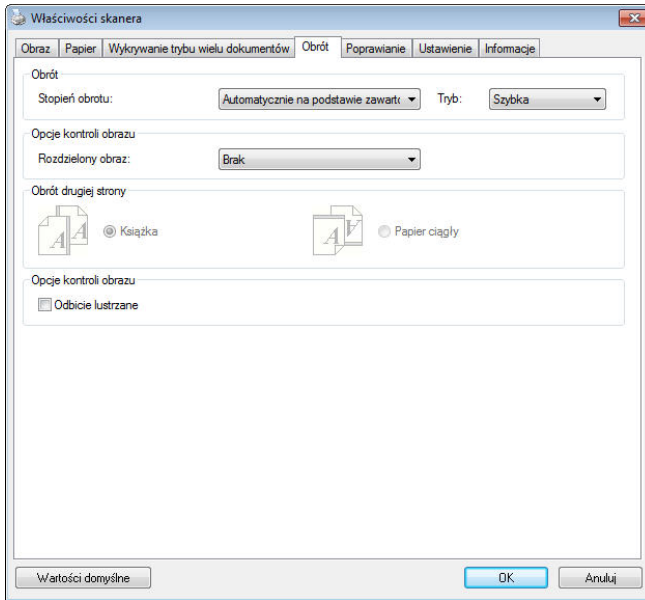 Właściwości skanera
Obraz Papier Wykrywanie trybu wielu dokumentów Obrót Poprawianie Ustawienie Informacje
Obrót
Stopień obrotu: Automatycznie na podstawie zawartc Tryb: Szybka
Opcje kontroli obrazu
Rozdzielony obraz: Brak
Obrót drugiej strony
A A Książka A A Papier ciągły
Opcje kontroli obrazu
Odbicie lustrzane
Wartości domyślne OK Anuluj